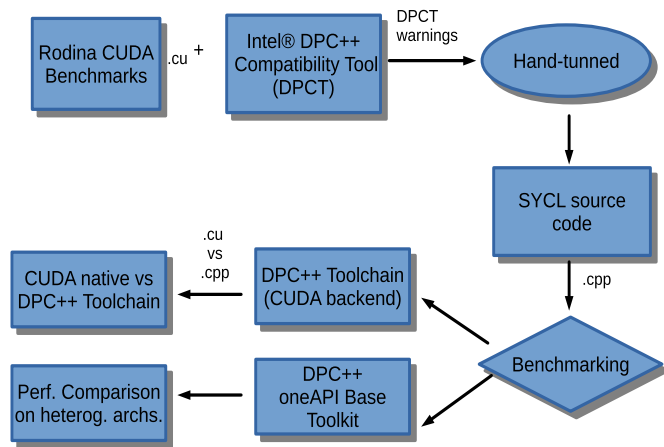 Rodina CUDA
Benchmarks
.cu +
Intel® DPC++
Compatibility Tool
(DPCT)
DPCT
warnings
Hand-tunned
SYCL source
code
.cpp
Benchmarking
DPC++ Toolchain
(CUDA backend)
.cu
vs
.cpp
CUDA native vs
DPC++ Toolchain
DPC++
oneAPI Base
Toolkit
Perf. Comparison
on heterog. archs.